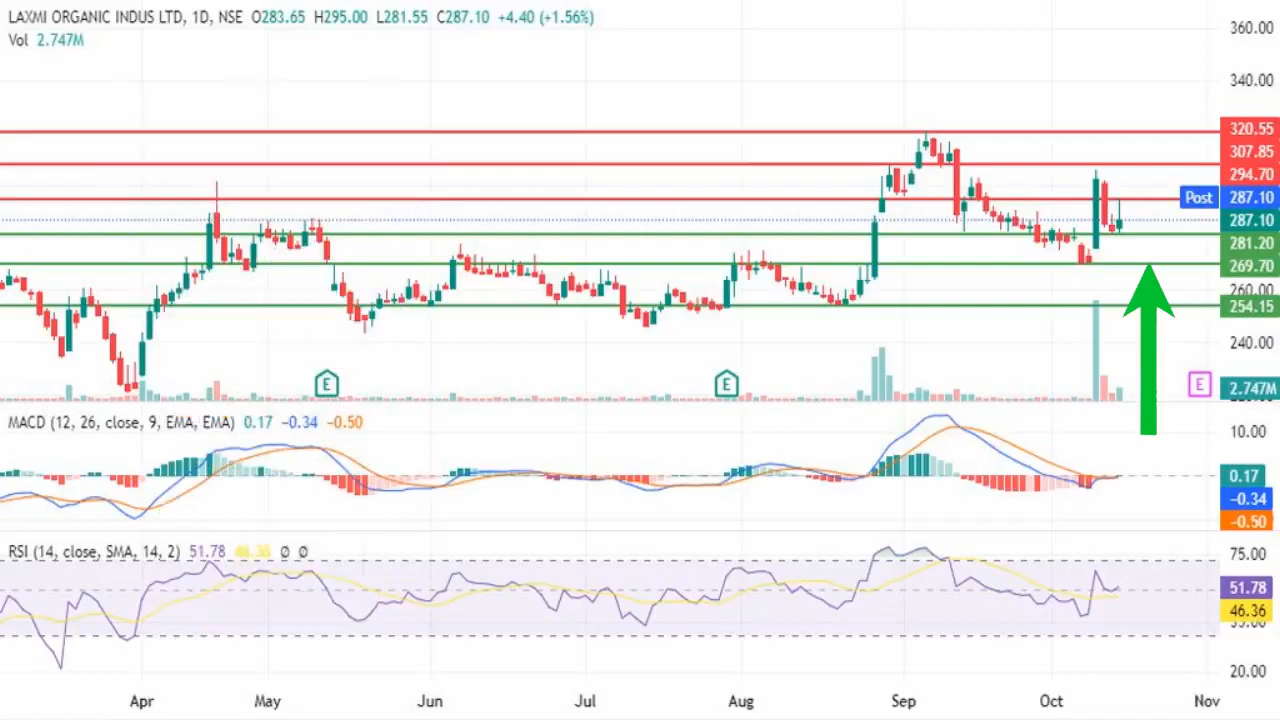 LAXMI ORGANIC INDUS LTD, 1D, NSE O283.65 H295.00 L281.55 C287.10 +4.40 (+1.56%)
Vol 2.747M
360.00
340.00
320.55
307.85
294.70
Post 287.10
287.10
281.20
269.70
260.00
254.15
240.00
E E E
2.747M
MACD (12, 26, close, 9, EMA, EMA) 0.17 −0.34 −0.50
10.00
0.17
−0.34
−0.50
RSI (14, close, SMA, 14, 2) 51.78 46.36 Ø Ø
75.00
51.78
46.36
20.00
Apr May Jun Jul Aug Sep Oct Nov